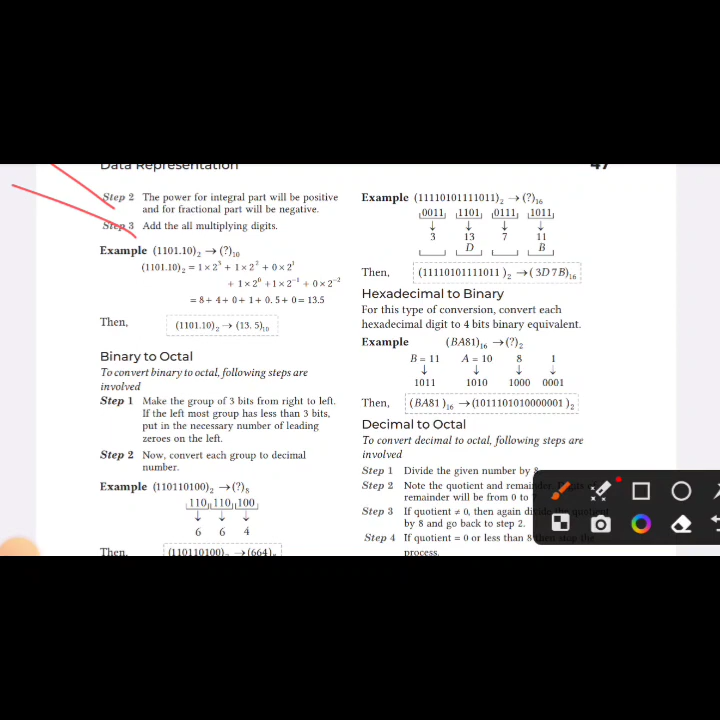 Data Representation
47
Step 2 The power for integral part will be positive
and for fractional part will be negative.
Step 3 Add the all multiplying digits.
Example (1101.10)₂ → (?)₁₀
(1101.10)₂ = 1 × 2³ + 1 × 2² + 0 × 2¹
+ 1 × 2⁰ + 1 × 2⁻¹ + 0 × 2⁻²
= 8 + 4 + 0 + 1 + 0.5 + 0 = 13.5
Then, (1101.10)₂ → (13.5)₁₀
Binary to Octal
To convert binary to octal, following steps are
involved
Step 1 Make the group of 3 bits from right to left.
If the left most group has less than 3 bits,
put in the necessary number of leading
zeroes on the left.
Step 2 Now, convert each group to decimal
number.
Example (110110100)₂ → (?)₈
110 110 100
↓ ↓ ↓
6 6 4
Then, (110110100)₂ → (664)₈
Example (11110101111011)₂ → (?)₁₆
0011 1101 0111 1011
↓ ↓ ↓ ↓
3 13 7 11
D B
Then, (11110101111011)₂ → (3D7B)₁₆
Hexadecimal to Binary
For this type of conversion, convert each
hexadecimal digit to 4 bits binary equivalent.
Example (BA81)₁₆ → (?)₂
B = 11 A = 10 8 1
↓ ↓ ↓ ↓
1011 1010 1000 0001
Then, (BA81)₁₆ → (1011101010000001)₂
Decimal to Octal
To convert decimal to octal, following steps are
involved
Step 1 Divide the given number by 8.
Step 2 Note the quotient and remainder. Digits of
remainder will be from 0 to 7.
Step 3 If quotient ≠ 0, then again divide the quotient
by 8 and go back to step 2.
Step 4 If quotient = 0 or less than 8 then stop the
process.